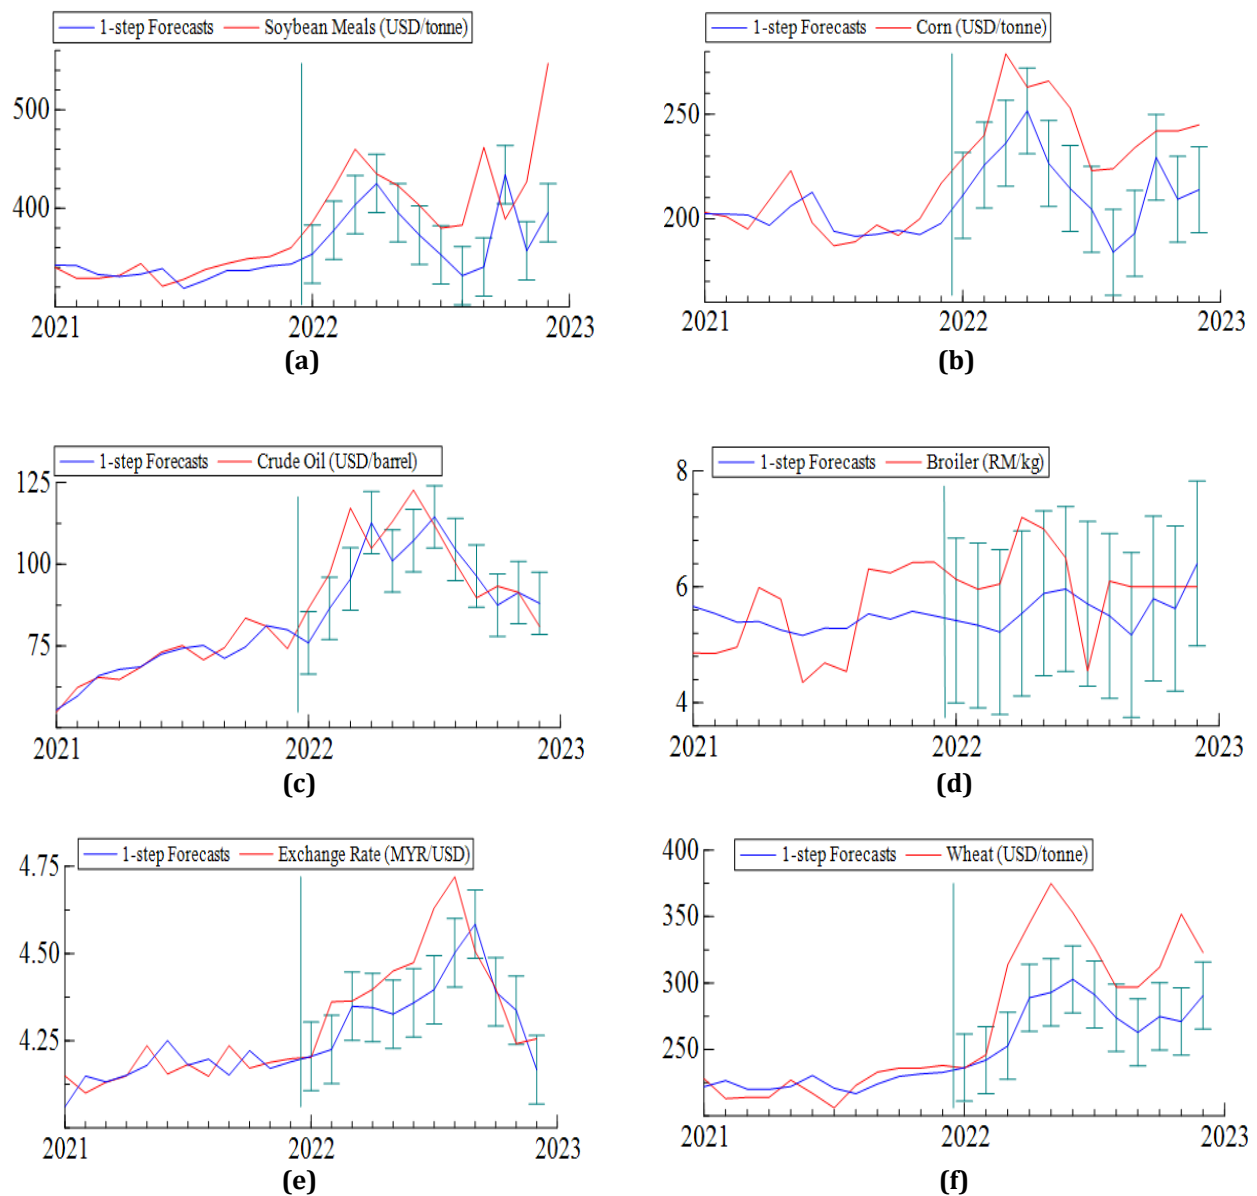 1-step Forecasts Soybean Meals (USD/tonne)
500
400
2021 2022 2023
(a)
1-step Forecasts Corn (USD/tonne)
250
200
2021 2022 2023
(b)
1-step Forecasts Crude Oil (USD/barrel)
125
100
75
2021 2022 2023
(c)
1-step Forecasts Broiler (RM/kg)
8
6
4
2021 2022 2023
(d)
1-step Forecasts Exchange Rate (MYR/USD)
4.75
4.50
4.25
2021 2022 2023
(e)
1-step Forecasts Wheat (USD/tonne)
400
350
300
250
2021 2022 2023
(f)